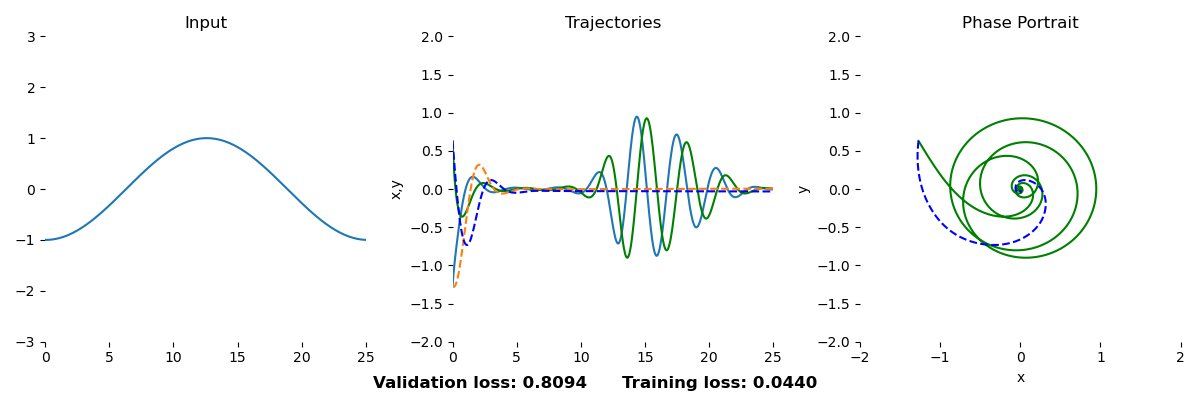 Input
3
2
1
0
−1
−2
−3
0 5 10 15 20 25
Trajectories
x,y
2.0
1.5
1.0
0.5
0.0
−0.5
−1.0
−1.5
−2.0
0 5 10 15 20 25
Phase Portrait
y
2.0
1.5
1.0
0.5
0.0
−0.5
−1.0
−1.5
−2.0
−2 −1 0 1 2
x
Validation loss: 0.8094 Training loss: 0.0440